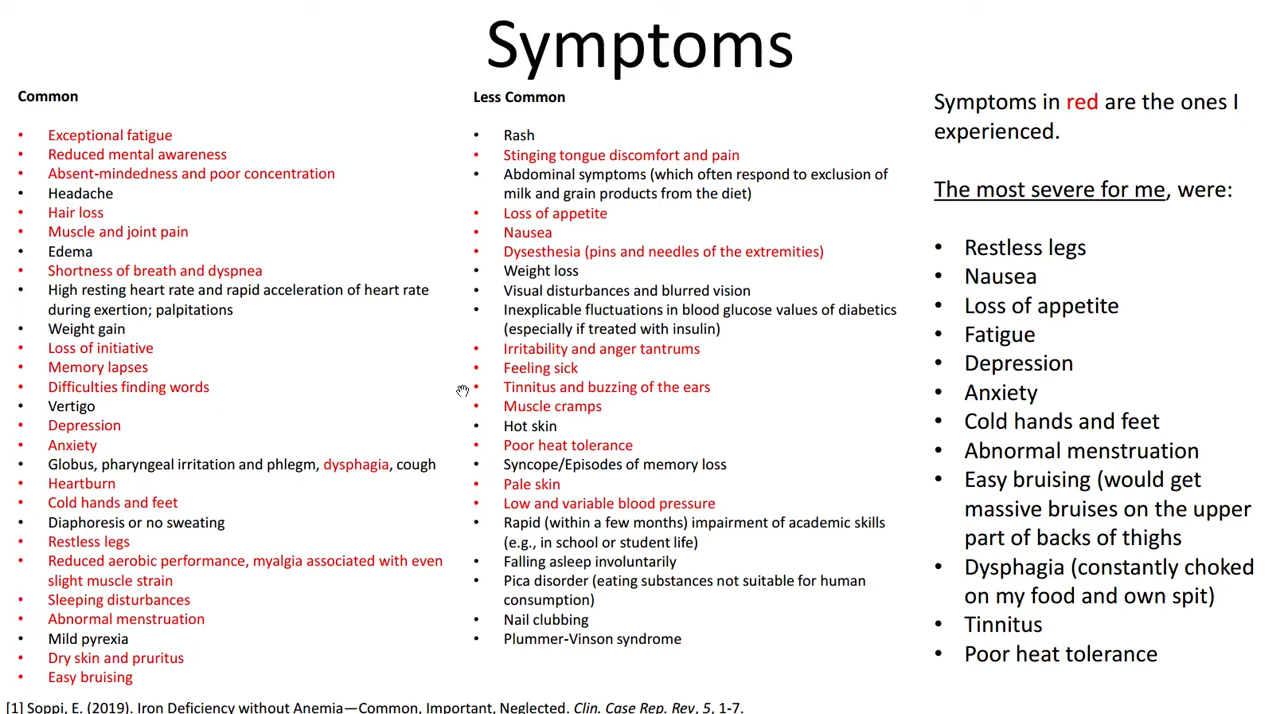 Symptoms
Common
• Exceptional fatigue
• Reduced mental awareness
• Absent-mindedness and poor concentration
• Headache
• Hair loss
• Muscle and joint pain
• Edema
• Shortness of breath and dyspnea
• High resting heart rate and rapid acceleration of heart rate
during exertion; palpitations
• Weight gain
• Loss of initiative
• Memory lapses
• Difficulties finding words
• Vertigo
• Depression
• Anxiety
• Globus, pharyngeal irritation and phlegm, dysphagia, cough
• Heartburn
• Cold hands and feet
• Diaphoresis or no sweating
• Restless legs
• Reduced aerobic performance, myalgia associated with even
slight muscle strain
• Sleeping disturbances
• Abnormal menstruation
• Mild pyrexia
• Dry skin and pruritus
• Easy bruising
Less Common
• Rash
• Stinging tongue discomfort and pain
• Abdominal symptoms (which often respond to exclusion of
milk and grain products from the diet)
• Loss of appetite
• Nausea
• Dysesthesia (pins and needles of the extremities)
• Weight loss
• Visual disturbances and blurred vision
• Inexplicable fluctuations in blood glucose values of diabetics
(especially if treated with insulin)
• Irritability and anger tantrums
• Feeling sick
• Tinnitus and buzzing of the ears
• Muscle cramps
• Hot skin
• Poor heat tolerance
• Syncope/Episodes of memory loss
• Pale skin
• Low and variable blood pressure
• Rapid (within a few months) impairment of academic skills
(e.g., in school or student life)
• Falling asleep involuntarily
• Pica disorder (eating substances not suitable for human
consumption)
• Nail clubbing
• Plummer-Vinson syndrome
Symptoms in red are the ones I
experienced.
The most severe for me, were:
• Restless legs
• Nausea
• Loss of appetite
• Fatigue
• Depression
• Anxiety
• Cold hands and feet
• Abnormal menstruation
• Easy bruising (would get
massive bruises on the upper
part of backs of thighs
• Dysphagia (constantly choked
on my food and own spit)
• Tinnitus
• Poor heat tolerance
[1] Soppi, E. (2019). Iron Deficiency without Anemia—Common, Important, Neglected. Clin. Case Rep. Rev, 5, 1-7.